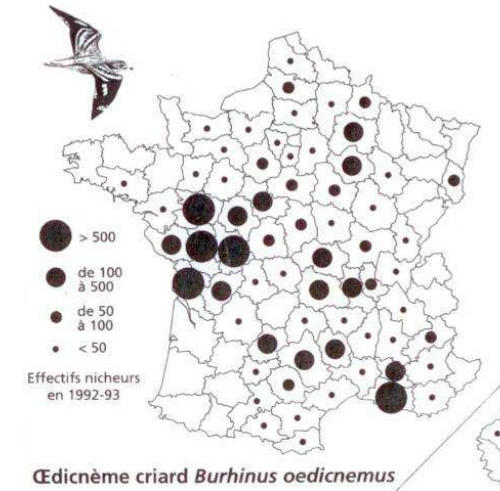 > 500
de 100
à 500
de 50
à 100
< 50
Effectifs nicheurs
en 1992-93
Œdicnème criard Burhinus oedicnemus